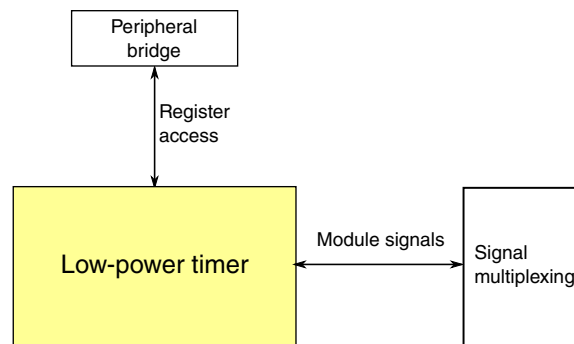 Peripheral
bridge
Register
access
Low-power timer
Module signals
Signal
multiplexing